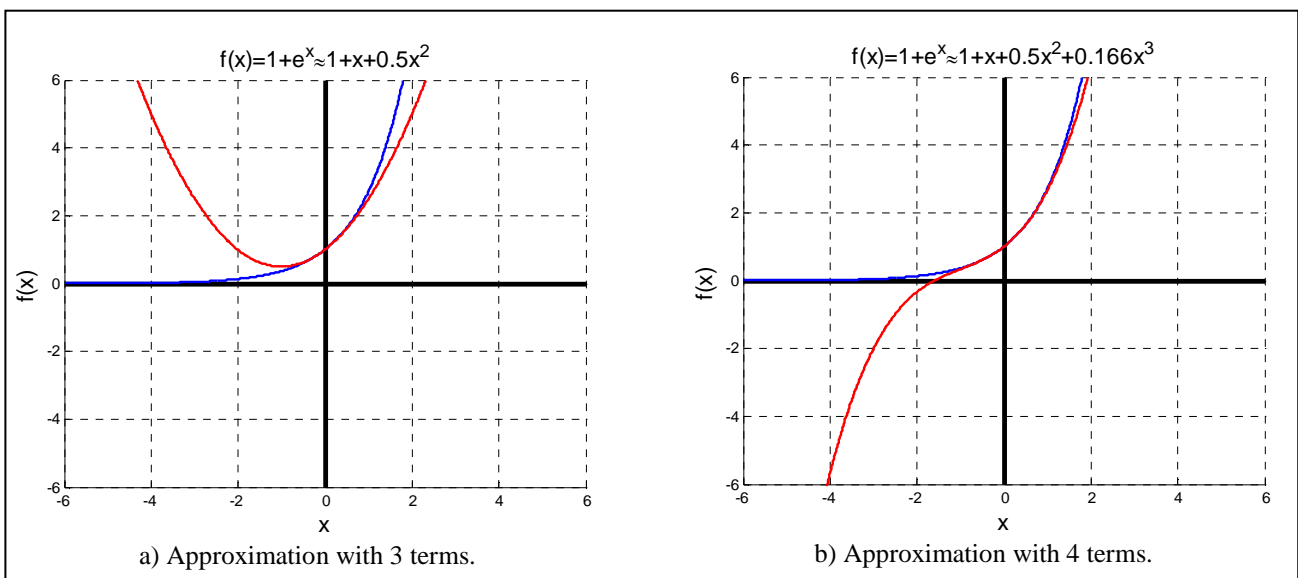 f(x)=1+e^x≈1+x+0.5x^2
6
4
2
0
-2
-4
-6
f(x)
-6 -4 -2 0 2 4 6
x
a) Approximation with 3 terms.
f(x)=1+e^x≈1+x+0.5x^2+0.166x^3
6
4
2
0
-2
-4
-6
f(x)
-6 -4 -2 0 2 4 6
x
b) Approximation with 4 terms.